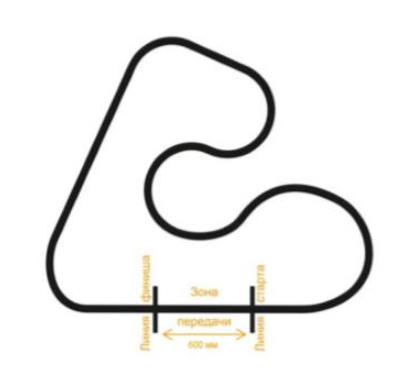 Линия финиша
Зона
передачи
600 мм
Линия старта